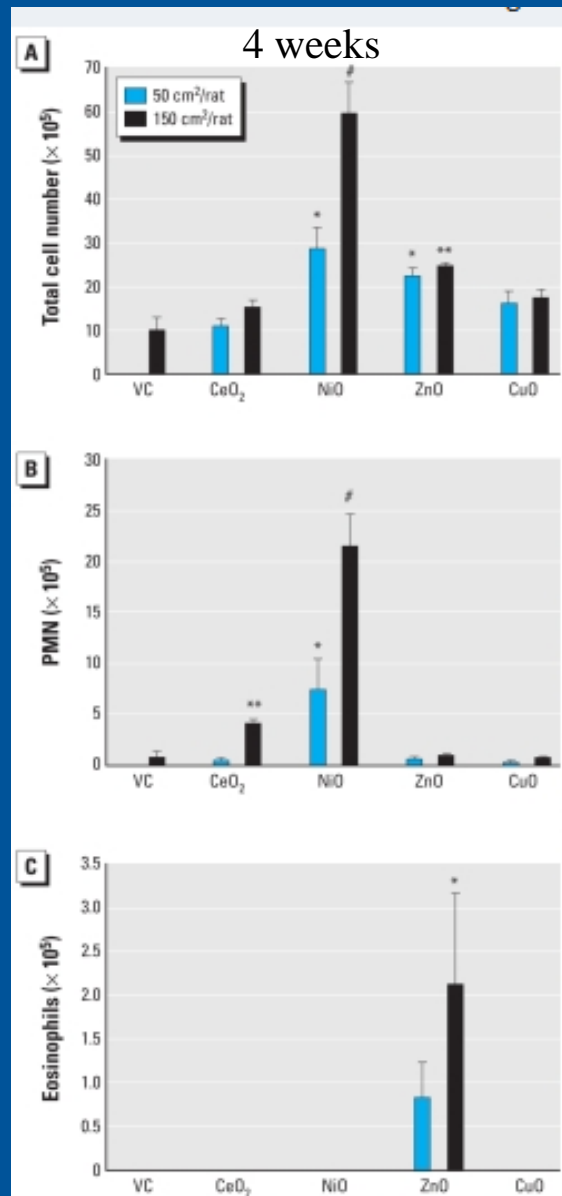 4 weeks
A
70
60
50
40
30
20
10
0
Total cell number (× 10⁵)
50 cm²/rat
150 cm²/rat
*
#
*
**
VC CeO₂ NiO ZnO CuO
B
30
25
20
15
10
5
0
PMN (× 10⁵)
**
*
#
VC CeO₂ NiO ZnO CuO
C
3.5
3.0
2.5
2.0
1.5
1.0
0.5
0
Eosinophils (× 10⁵)
*
VC CeO₂ NiO ZnO CuO